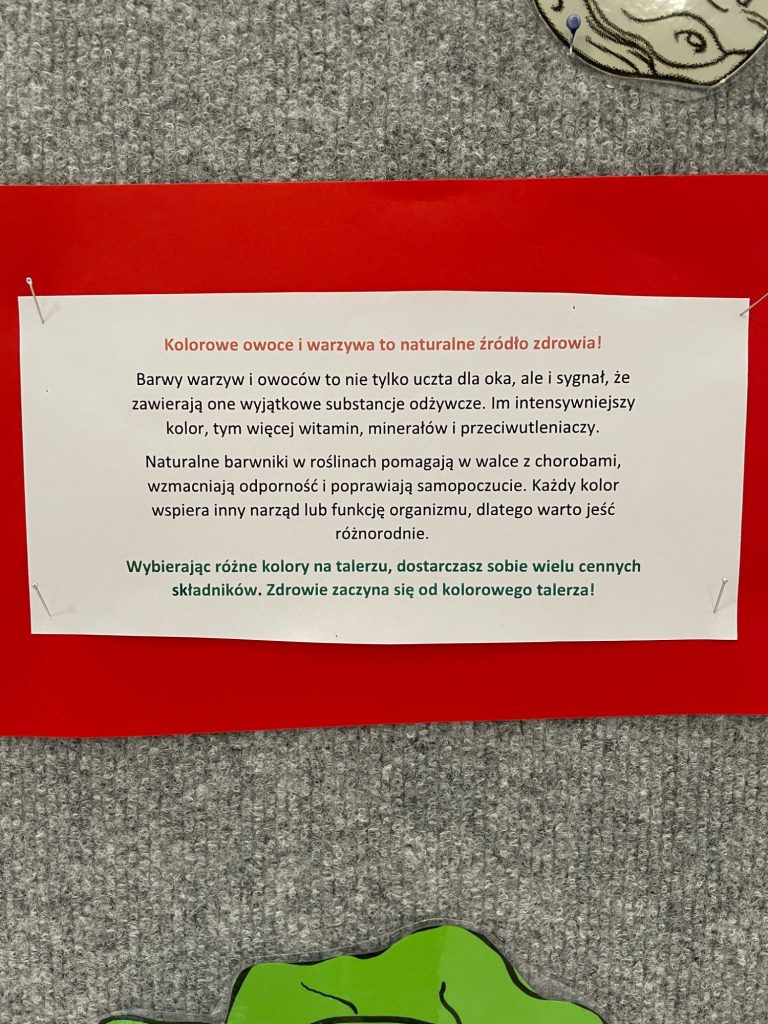 Kolorowe owoce i warzywa to naturalne źródło zdrowia!
Barwy warzyw i owoców to nie tylko uczta dla oka, ale i sygnał, że
zawierają one wyjątkowe substancje odżywcze. Im intensywniejszy
kolor, tym więcej witamin, minerałów i przeciwutleniaczy.
Naturalne barwniki w roślinach pomagają w walce z chorobami,
wzmacniają odporność i poprawiają samopoczucie. Każdy kolor
wspiera inny narząd lub funkcję organizmu, dlatego warto jeść
różnorodnie.
Wybierając różne kolory na talerzu, dostarczasz sobie wielu cennych
składników. Zdrowie zaczyna się od kolorowego talerza!